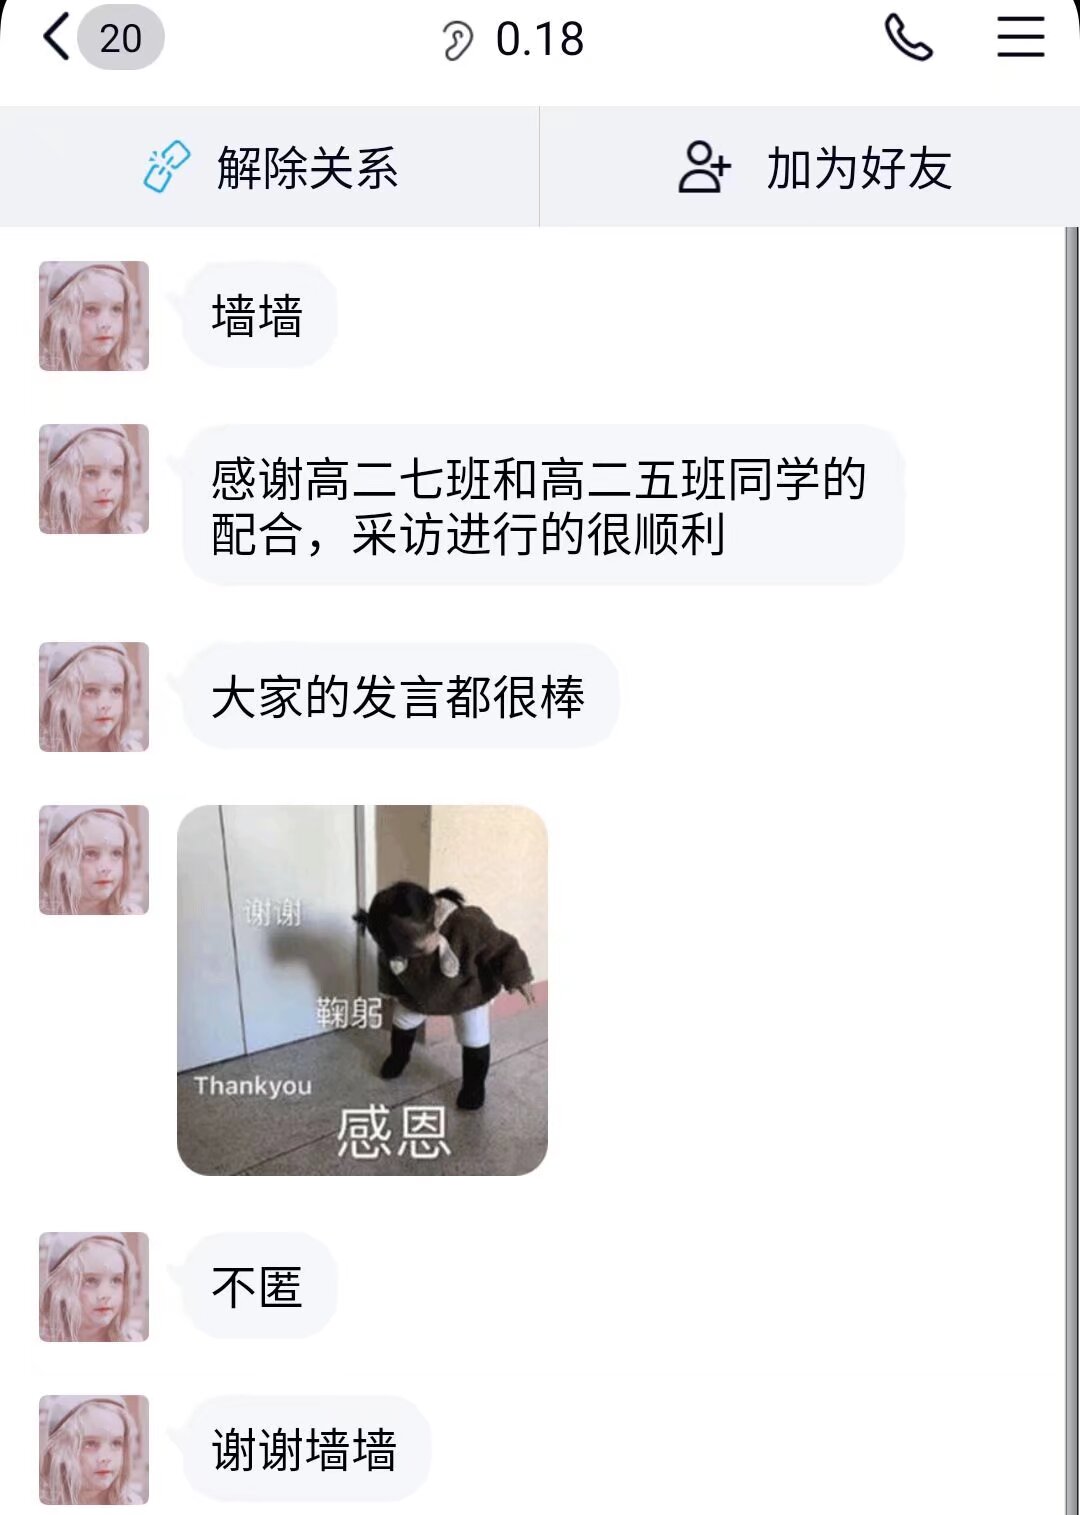 20
0.18
解除关系
加为好友
墙墙
感谢高二七班和高二五班同学的
配合，采访进行的很顺利
大家的发言都很棒
谢谢
鞠躬
Thankyou
感恩
不匿
谢谢墙墙